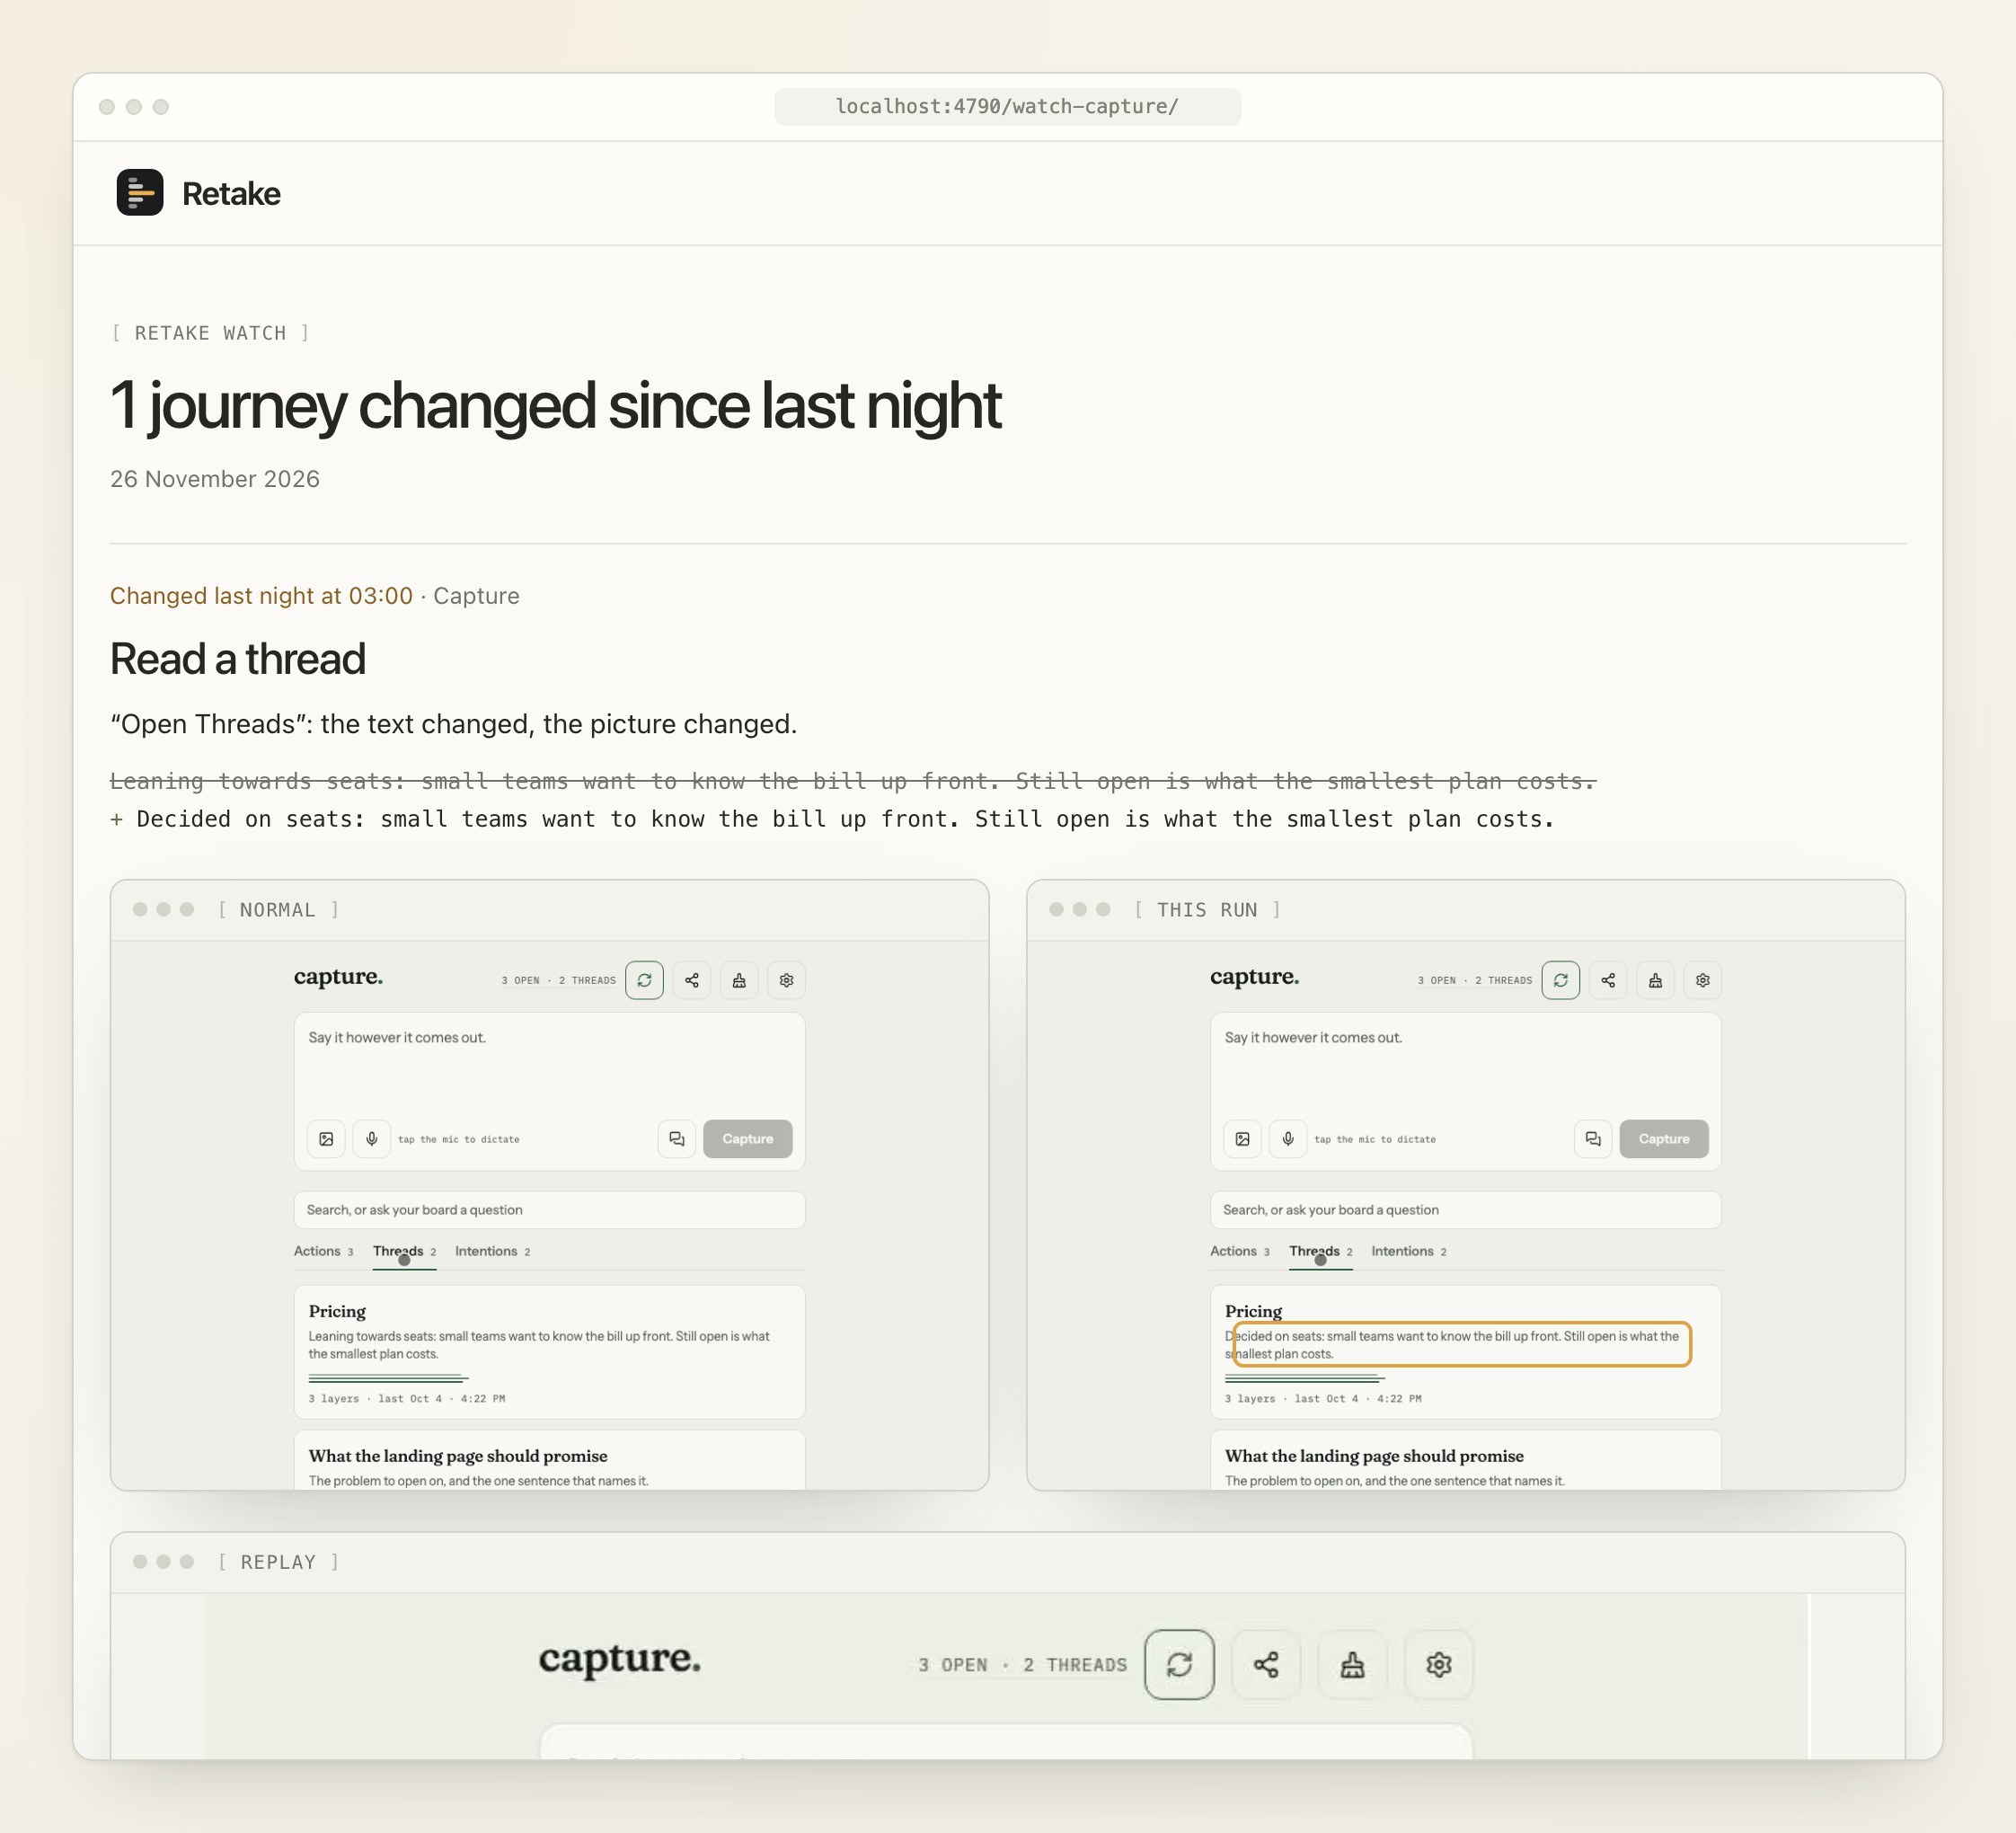 localhost:4790/watch-capture/
Retake
[ RETAKE WATCH ]
1 journey changed since last night
26 November 2026
Changed last night at 03:00 · Capture
Read a thread
“Open Threads”: the text changed, the picture changed.
Leaning towards seats: small teams want to know the bill up front. Still open is what the smallest plan costs.
+ Decided on seats: small teams want to know the bill up front. Still open is what the smallest plan costs.
[ NORMAL ]
capture.
3 OPEN · 2 THREADS
Say it however it comes out.
tap the mic to dictate
Capture
Search, or ask your board a question
Actions 3 Threads 2 Intentions 2
Pricing
Leaning towards seats: small teams want to know the bill up front. Still open is what
the smallest plan costs.
3 layers · last Oct 4 · 4:22 PM
What the landing page should promise
The problem to open on, and the one sentence that names it.
[ THIS RUN ]
capture.
3 OPEN · 2 THREADS
Say it however it comes out.
tap the mic to dictate
Capture
Search, or ask your board a question
Actions 3 Threads 2 Intentions 2
Pricing
Decided on seats: small teams want to know the bill up front. Still open is what the
smallest plan costs.
3 layers · last Oct 4 · 4:22 PM
What the landing page should promise
The problem to open on, and the one sentence that names it.
[ REPLAY ]
capture.
3 OPEN · 2 THREADS